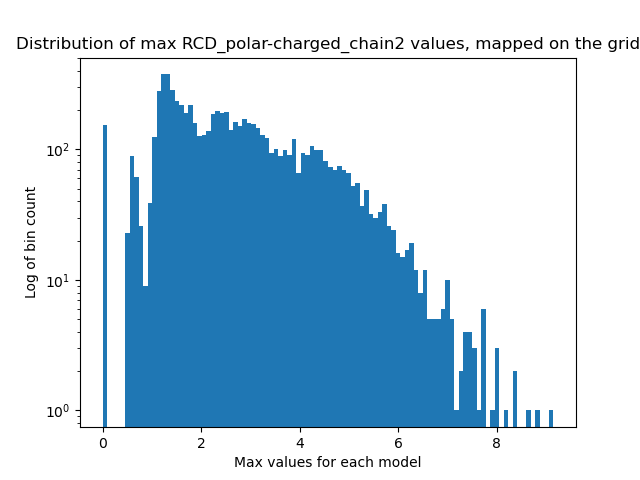 Distribution of max RCD_polar-charged_chain2 values, mapped on the grid
Log of bin count
10²
10¹
10⁰
0 2 4 6 8
Max values for each model